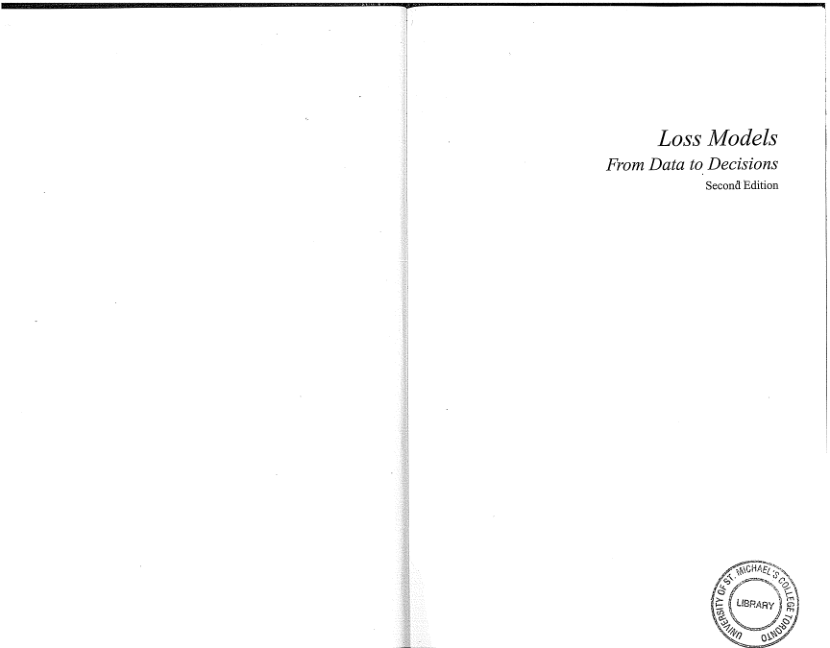 Loss Models
From Data to Decisions
Second Edition
UNIVERSITY OF ST. MICHAEL'S COLLEGE TORONTO
LIBRARY